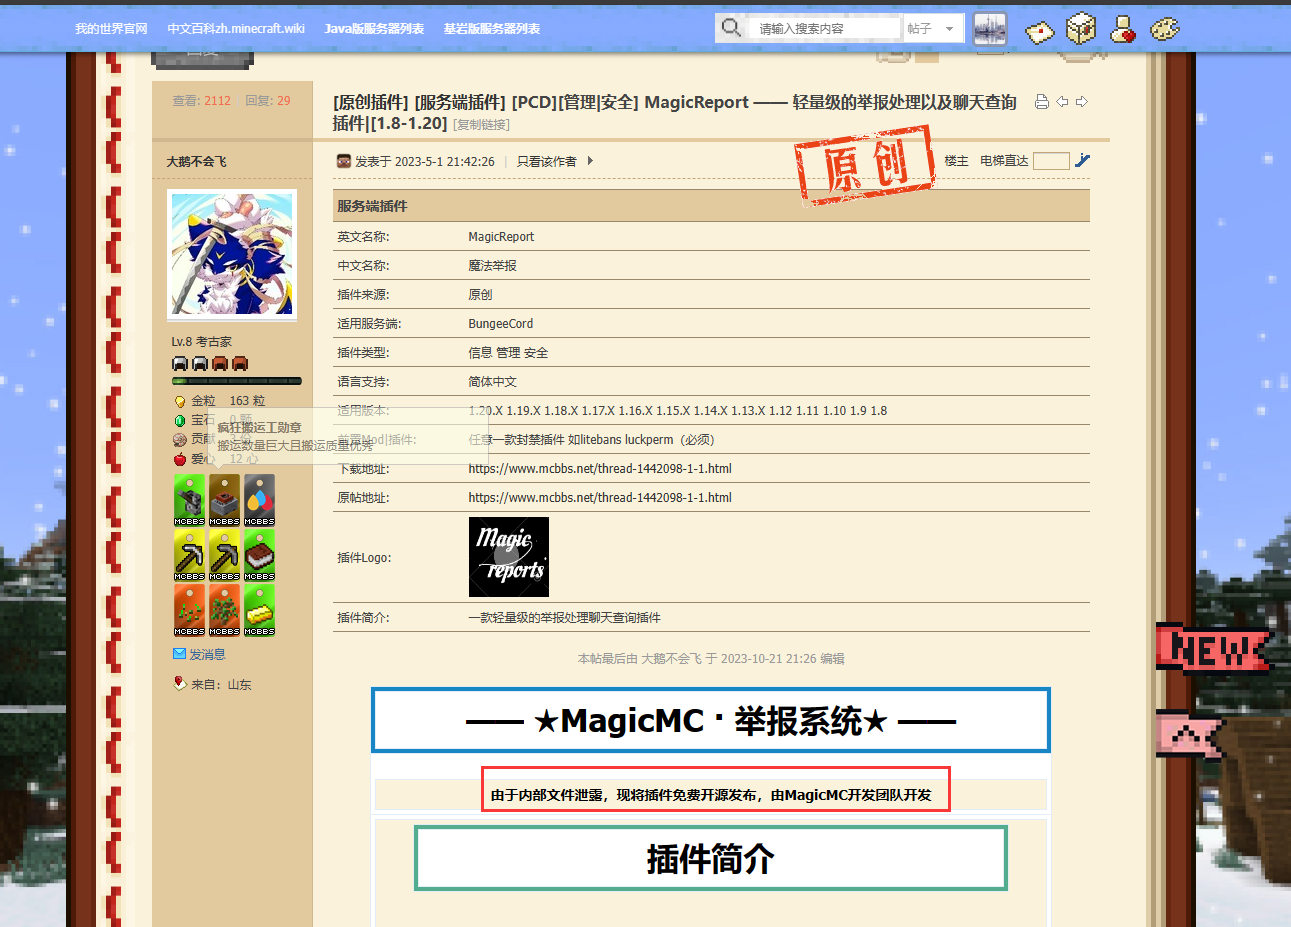 我的世界官网 中文百科zh.minecraft.wiki Java版服务器列表 基岩版服务器列表 请输入搜索内容 帖子
查看: 2112 回复: 29
[原创插件] [服务端插件] [PCD][管理|安全] MagicReport —— 轻量级的举报处理以及聊天查询
插件|[1.8-1.20] [复制链接]
大鹅不会飞
发表于 2023-5-1 21:42:26 | 只看该作者
原创
楼主 电梯直达
服务端插件
英文名称: MagicReport
中文名称: 魔法举报
插件来源: 原创
适用服务端: BungeeCord
插件类型: 信息 管理 安全
语言支持: 简体中文
适用版本: 1.20.X 1.19.X 1.18.X 1.17.X 1.16.X 1.15.X 1.14.X 1.13.X 1.12 1.11 1.10 1.9 1.8
前置Mod|插件: 任意一款封禁插件 如litebans luckperm（必须）
下载地址: https://www.mcbbs.net/thread-1442098-1-1.html
原帖地址: https://www.mcbbs.net/thread-1442098-1-1.html
插件Logo:
Magic
reports
插件简介: 一款轻量级的举报处理聊天查询插件
Lv.8 考古家
金粒 163 粒
宝石 0 颗
贡献 3 份
爱心 12 心
疯狂搬运工勋章
搬运数量巨大且搬运质量优秀
MCBBS MCBBS MCBBS
MCBBS MCBBS MCBBS
MCBBS MCBBS MCBBS
发消息
来自: 山东
本帖最后由 大鹅不会飞 于 2023-10-21 21:26 编辑
—— ★MagicMC · 举报系统★ ——
由于内部文件泄露，现将插件免费开源发布，由MagicMC开发团队开发
插件简介
NEW